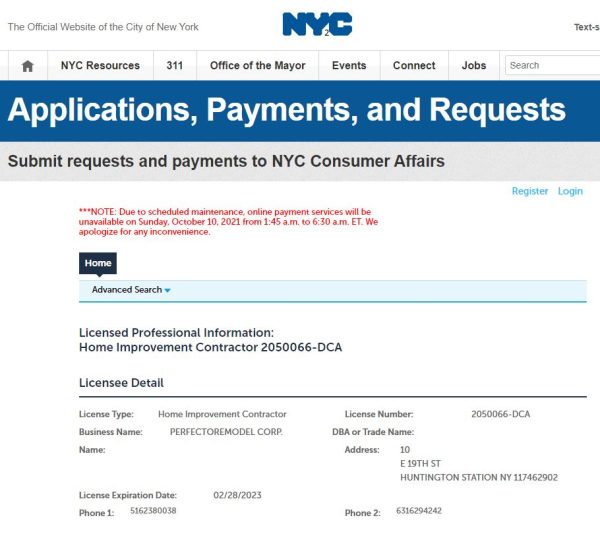 The Official Website of the City of New York
NYC
2
Text-s
NYC Resources 311 Office of the Mayor Events Connect Jobs Search
Applications, Payments, and Requests
Submit requests and payments to NYC Consumer Affairs
Register Login
***NOTE: Due to scheduled maintenance, online payment services will be
unavailable on Sunday, October 10, 2021 from 1:45 a.m. to 6:30 a.m. ET. We
apologize for any inconvenience.
Home
Advanced Search
Licensed Professional Information:
Home Improvement Contractor 2050066-DCA
Licensee Detail
License Type: Home Improvement Contractor License Number: 2050066-DCA
Business Name: PERFECTOREMODEL CORP. DBA or Trade Name:
Name: Address: 10
E 19TH ST
HUNTINGTON STATION NY 117462902
License Expiration Date: 02/28/2023
Phone 1: 5162380038 Phone 2: 6316294242